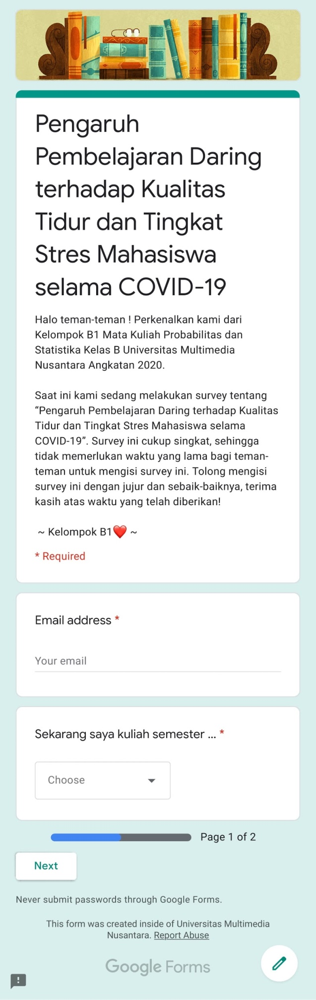 Pengaruh
Pembelajaran Daring
terhadap Kualitas
Tidur dan Tingkat
Stres Mahasiswa
selama COVID-19
Halo teman-teman ! Perkenalkan kami dari
Kelompok B1 Mata Kuliah Probabilitas dan
Statistika Kelas B Universitas Multimedia
Nusantara Angkatan 2020.
Saat ini kami sedang melakukan survey tentang
“Pengaruh Pembelajaran Daring terhadap Kualitas
Tidur dan Tingkat Stres Mahasiswa selama
COVID-19”. Survey ini cukup singkat, sehingga
tidak memerlukan waktu yang lama bagi teman-
teman untuk mengisi survey ini. Tolong mengisi
survey ini dengan jujur dan sebaik-baiknya, terima
kasih atas waktu yang telah diberikan!
~ Kelompok B1❤️ ~
* Required
Email address *
Your email
Sekarang saya kuliah semester ... *
Choose
Page 1 of 2
Next
Never submit passwords through Google Forms.
This form was created inside of Universitas Multimedia
Nusantara. Report Abuse
Google Forms